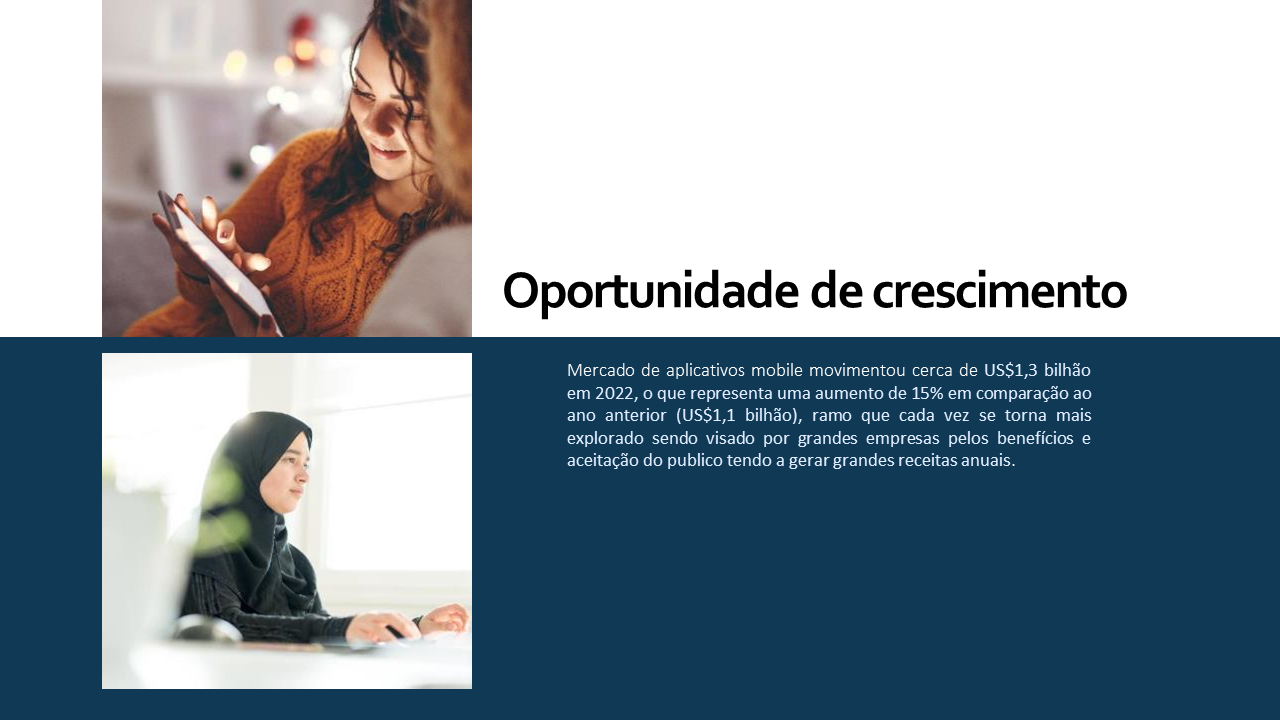 Oportunidade de crescimento
Mercado de aplicativos mobile movimentou cerca de US$1,3 bilhão
em 2022, o que representa uma aumento de 15% em comparação ao
ano anterior (US$1,1 bilhão), ramo que cada vez se torna mais
explorado sendo visado por grandes empresas pelos benefícios e
aceitação do publico tendo a gerar grandes receitas anuais.